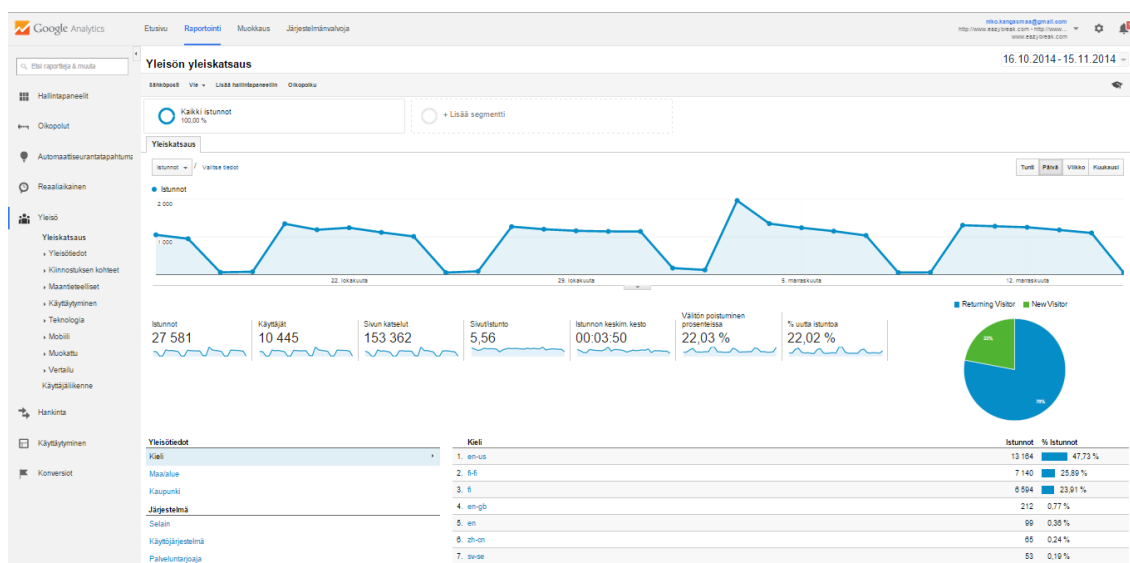 Google Analytics
Etusivu Raportointi Muokkaus Järjestelmänvalvoja
niko.kangasmaa@gmail.com
http://www.eazybreak.com - http://www...
www.eazybreak.com
Etsi raportteja & muuta
Yleisön yleiskatsaus
16.10.2014 - 15.11.2014
Sähköposti Vie Lisää hallintapaneeliin Oikopolku
Hallintapaneelit
Oikopolut
Automaattiseurantatapahtuma
Reaaliaikainen
Yleisö
Yleiskatsaus
Yleisötiedot
Kiinnostuksen kohteet
Maantieteelliset
Käyttäytyminen
Teknologia
Mobiili
Muokattu
Vertailu
Käyttäjäliikenne
Hankinta
Käyttäytyminen
Konversiot
Kaikki istunnot
100,00 %
+ Lisää segmentti
Yleiskatsaus
Istunnot / Valitse tiedot
Tunti Päivä Viikko Kuukausi
Istunnot
2 000
1 000
22. lokakuuta 29. lokakuuta 5. marraskuuta 12. marraskuuta
Returning Visitor New Visitor
Istunnot
27 581
Käyttäjät
10 445
Sivun katselut
153 362
Sivut/istunto
5,56
Istunnon keskim. kesto
00:03:50
Välitön poistuminen
prosenteissa
22,03 %
% uutta istuntoa
22,02 %
22%
78%
Yleisötiedot
Kieli
Maa/alue
Kaupunki
Järjestelmä
Selain
Käyttöjärjestelmä
Palveluntarjoaja
Kieli Istunnot % Istunnot
1. en-us 13 164 47,73 %
2. fi-fi 7 140 25,89 %
3. fi 6 594 23,91 %
4. en-gb 212 0,77 %
5. en 99 0,36 %
6. zh-cn 65 0,24 %
7. sv-se 53 0,19 %